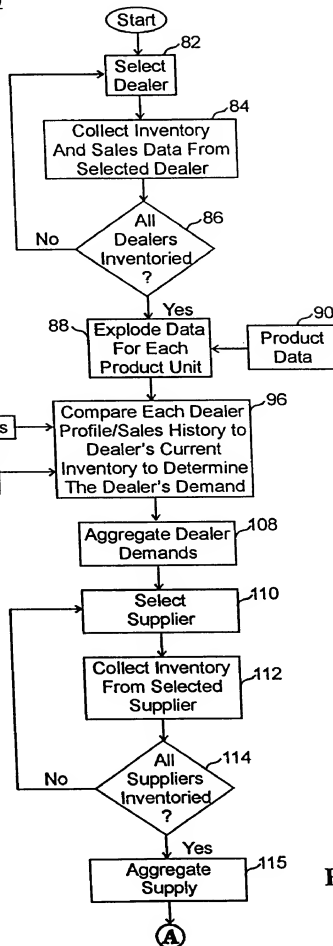 Start
82
Select
Dealer
84
Collect Inventory
And Sales Data From
Selected Dealer
86
All
Dealers
Inventoried
?
No
Yes
88
Explode Data
For Each
Product Unit
90
Product
Data
96
Compare Each Dealer
Profile/Sales History to
Dealer's Current
Inventory to Determine
The Dealer's Demand
s
108
Aggregate Dealer
Demands
110
Select
Supplier
112
Collect Inventory
From Selected
Supplier
114
All
Suppliers
Inventoried
?
No
Yes
115
Aggregate
Supply
A